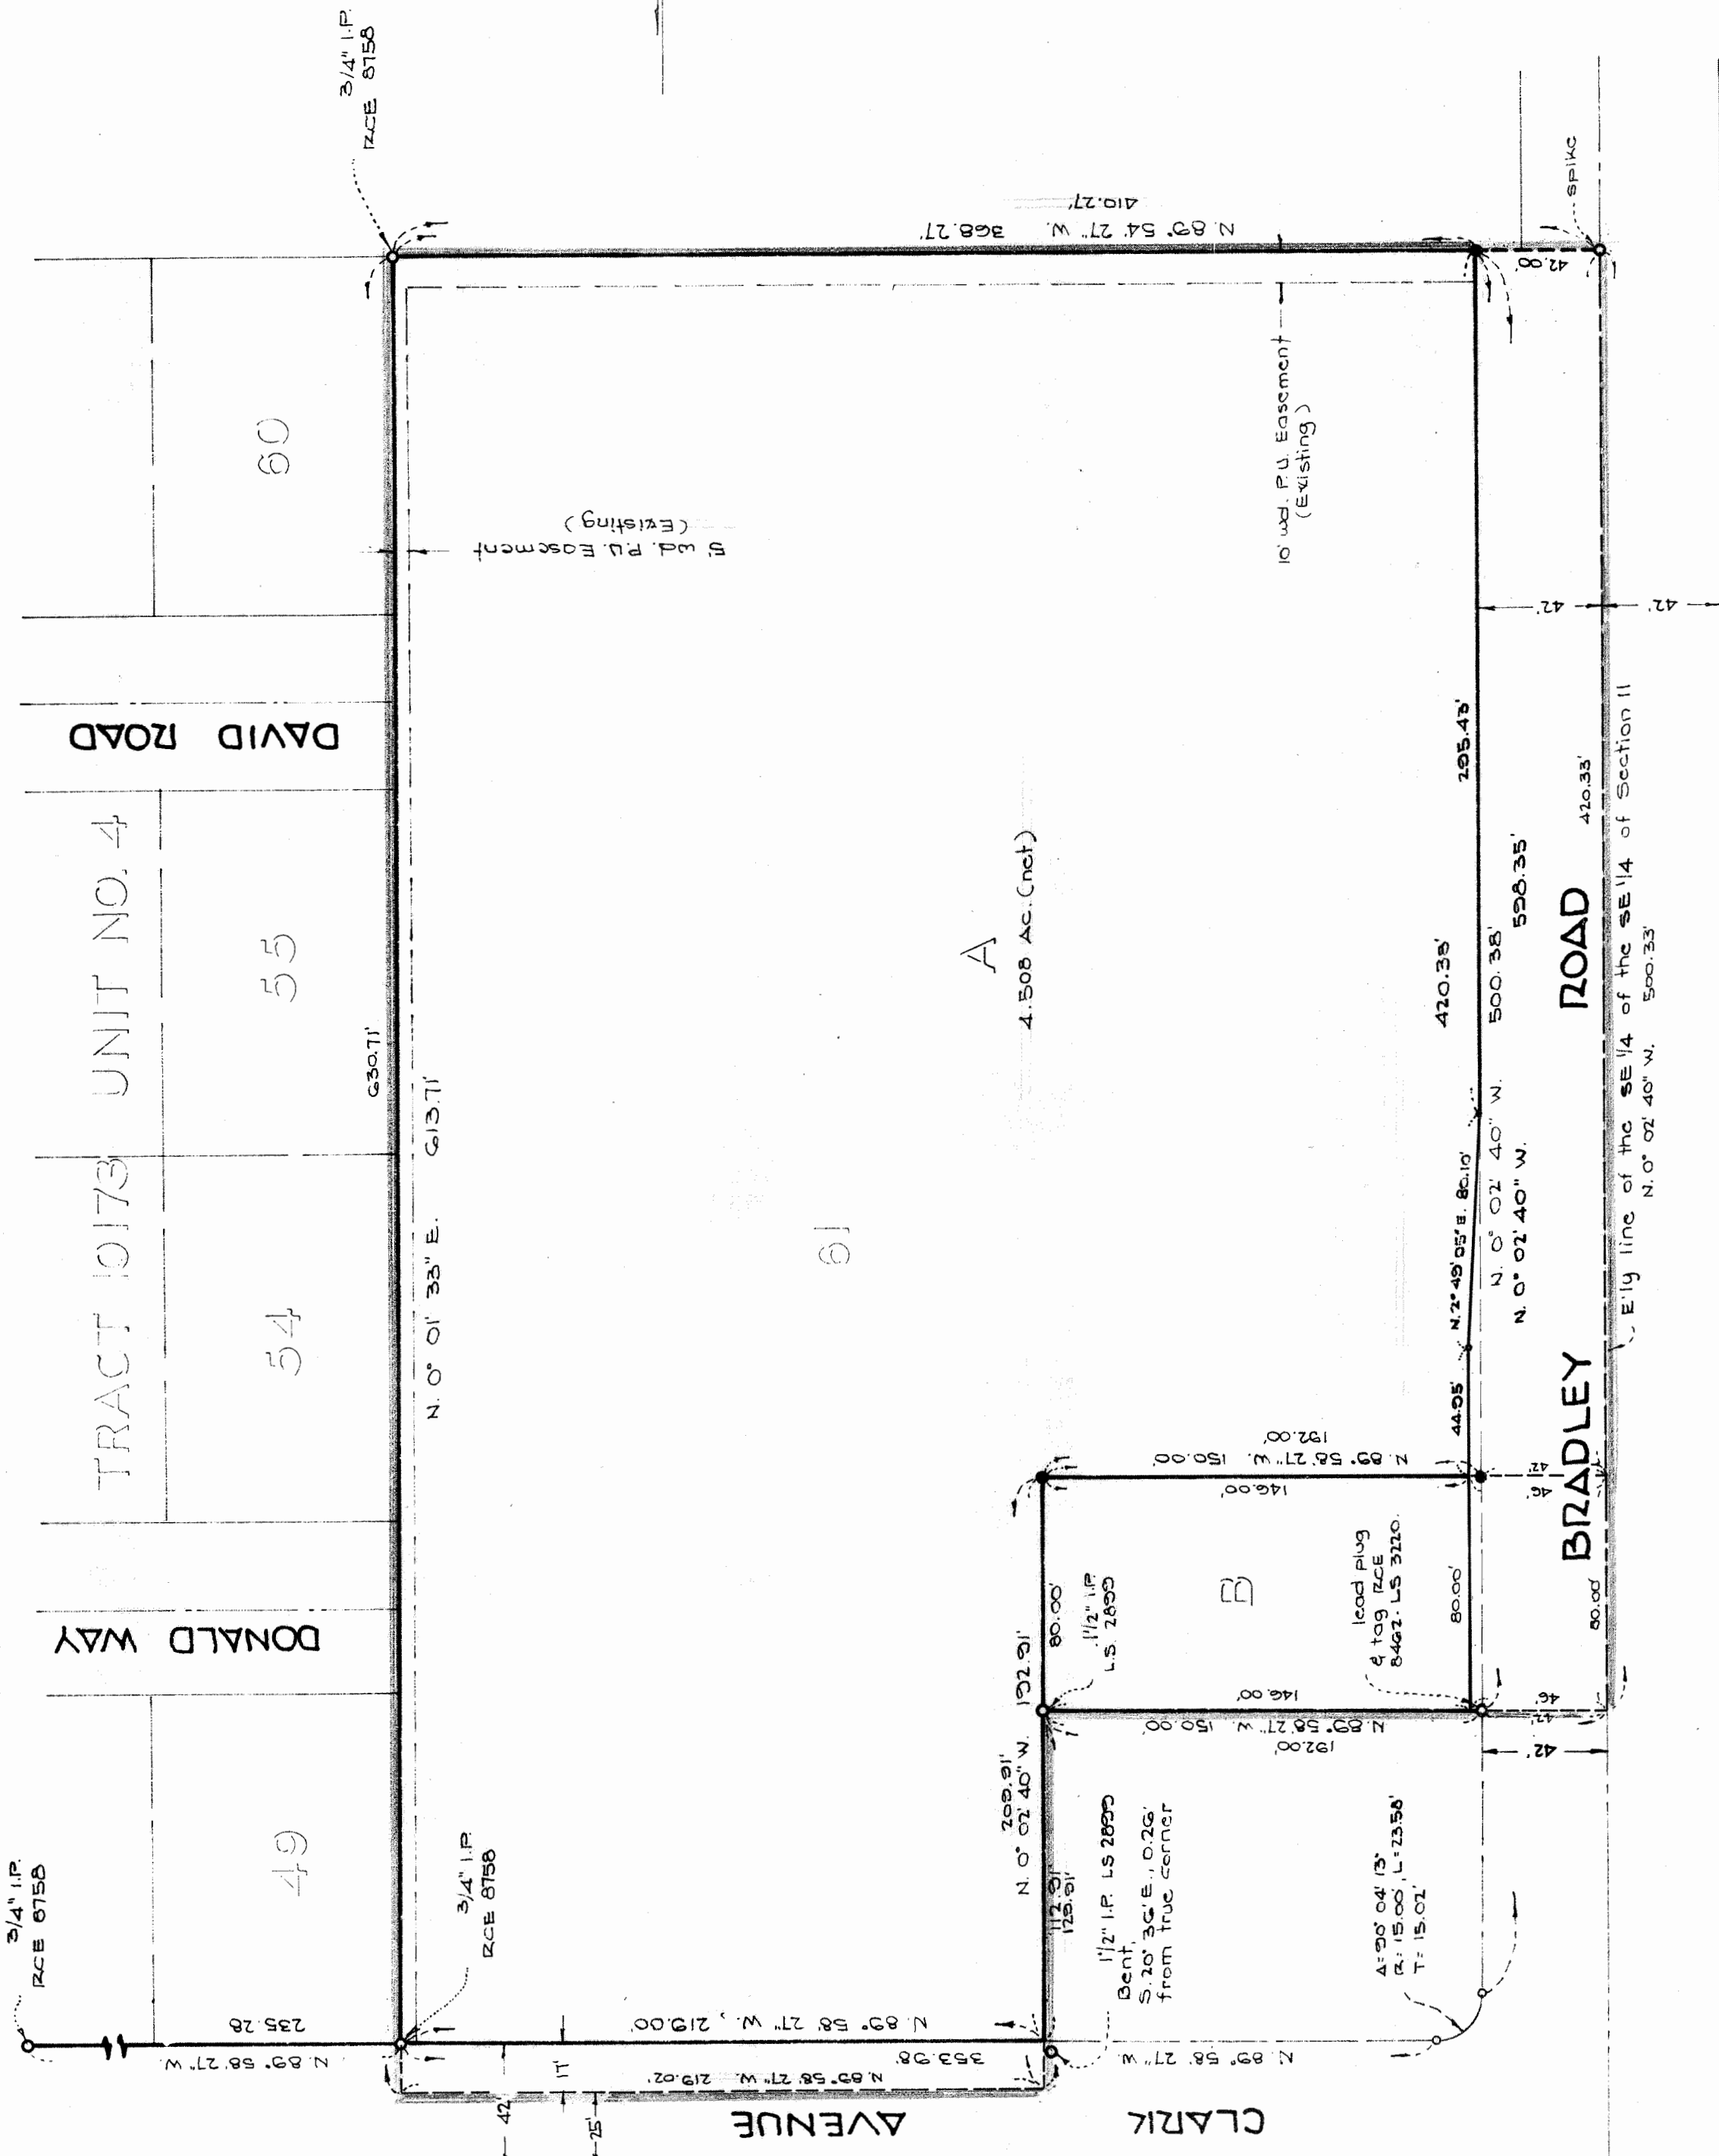 3/4" I.P.
RCE 8758
TRACT 10173 UNIT NO. 4
49
DONALD WAY
54
55
DAVID ROAD
60
3/4" I.P.
RCE 8758
235.28
N. 89° 58' 27" W.
3/4" I.P.
RCE 8758
630.71'
N. 0° 01' 33" E. 613.71'
5' wd. P.U. Easement
(Existing)
N. 89° 54' 27" W. 368.27'
410.27'
10' wd. P.U. Easement
(Existing)
42.00'
spike
A
4.508 Ac. (net)
61
N. 89° 58' 27" W., 219.00'
353.98'
N. 89° 58' 27" W. 219.02'
17'
42'
25'
CLARK AVENUE
N. 89° 58' 27" W.
209.91'
N. 0° 02' 40" W. 192.91'
112.91'
129.91'
80.00'
1 1/2" I.P.
L.S. 2899
1 1/2" I.P. LS 2899
Bent,
S. 20° 36' E., 0.26'
from true corner
Δ= 90° 04' 13"
R= 15.00', L= 23.58'
T= 15.02'
192.00'
N. 89° 58' 27" W. 150.00'
146.00'
B
lead plug
& tag RCE
8462- LS 3220.
80.00'
146.00'
N. 89° 58' 27" W. 150.00'
192.00'
46'
42'
42'
46'
42'
44.95'
N. 2° 49' 05" E. 80.10'
295.43'
420.38'
N. 0° 02' 40" W. 500.38'
N. 0° 02' 40" W. 598.35'
42'
42'
BRADLEY ROAD
80.00'
420.33'
E'ly line of the SE 1/4 of the SE 1/4 of Section 11
N. 0° 02' 40" W. 500.33'